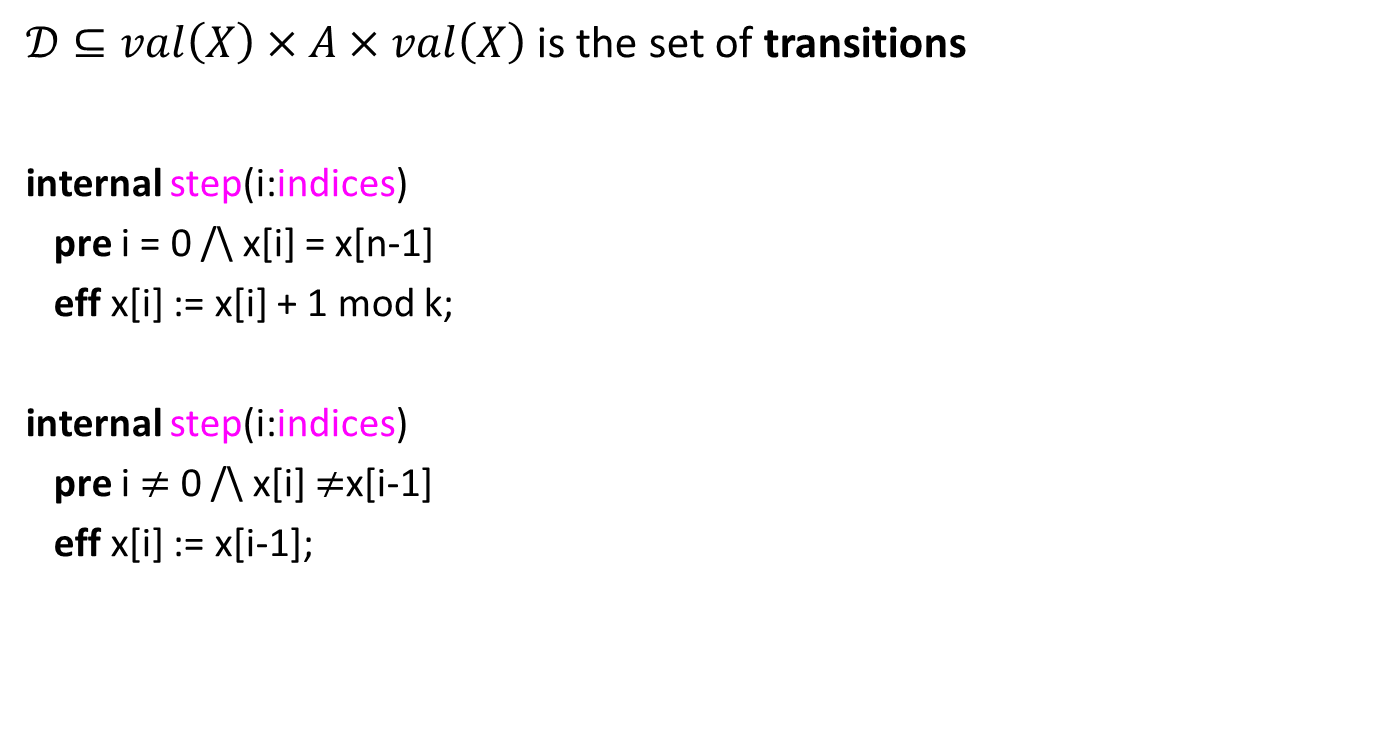 𝒟 ⊆ val(X) × A × val(X) is the set of transitions
internal step(i:indices)
pre i = 0 /\ x[i] = x[n-1]
eff x[i] := x[i] + 1 mod k;
internal step(i:indices)
pre i ≠ 0 /\ x[i] ≠x[i-1]
eff x[i] := x[i-1];